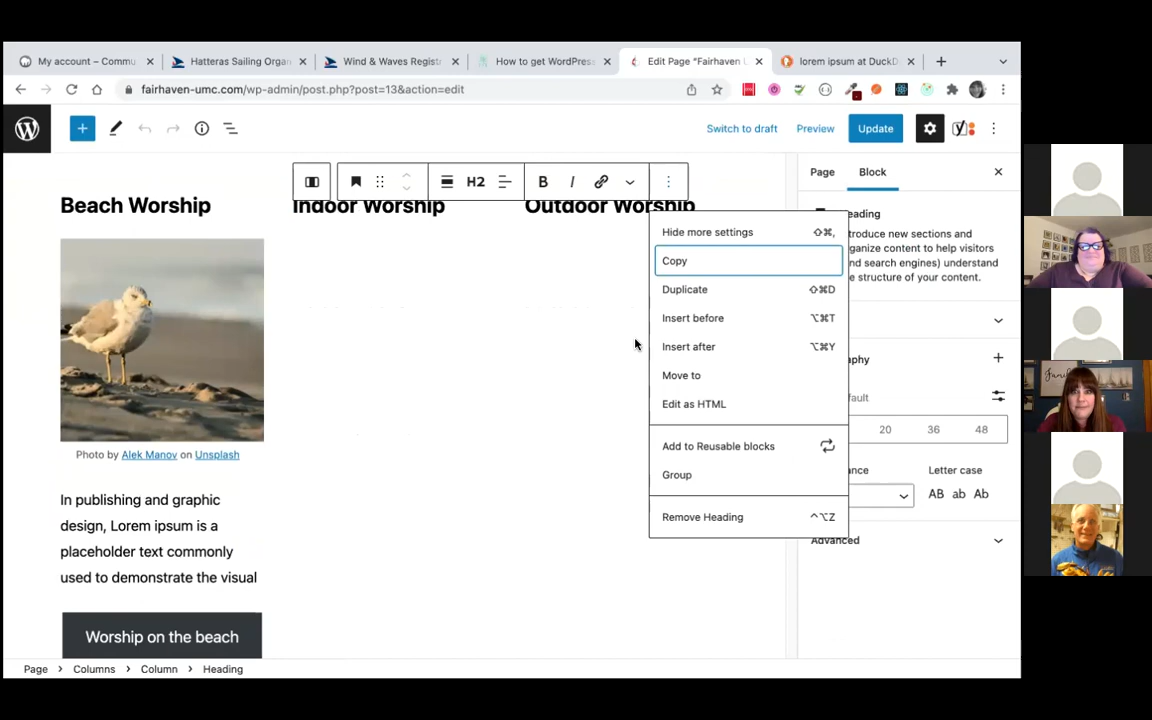 My account – Commu
Hatteras Sailing Organ
Wind & Waves Registr
How to get WordPress
Edit Page “Fairhaven U
lorem ipsum at DuckD
fairhaven-umc.com/wp-admin/post.php?post=13&action=edit
Switch to draft
Preview
Update
H2
B
I
Page
Block
Beach Worship
Indoor Worship
Outdoor Worship
Hide more settings ⇧⌘,
Copy
Duplicate ⇧⌘D
Insert before ⌥⌘T
Insert after ⌥⌘Y
Move to
Edit as HTML
Add to Reusable blocks
Group
Remove Heading ^⌥Z
eading
troduce new sections and
ganize content to help visitors
nd search engines) understand
e structure of your content.
raphy
fault
20 36 48
ance
Letter case
AB ab Ab
Advanced
Photo by Alek Manov on Unsplash
In publishing and graphic
design, Lorem ipsum is a
placeholder text commonly
used to demonstrate the visual
Worship on the beach
Page > Columns > Column > Heading